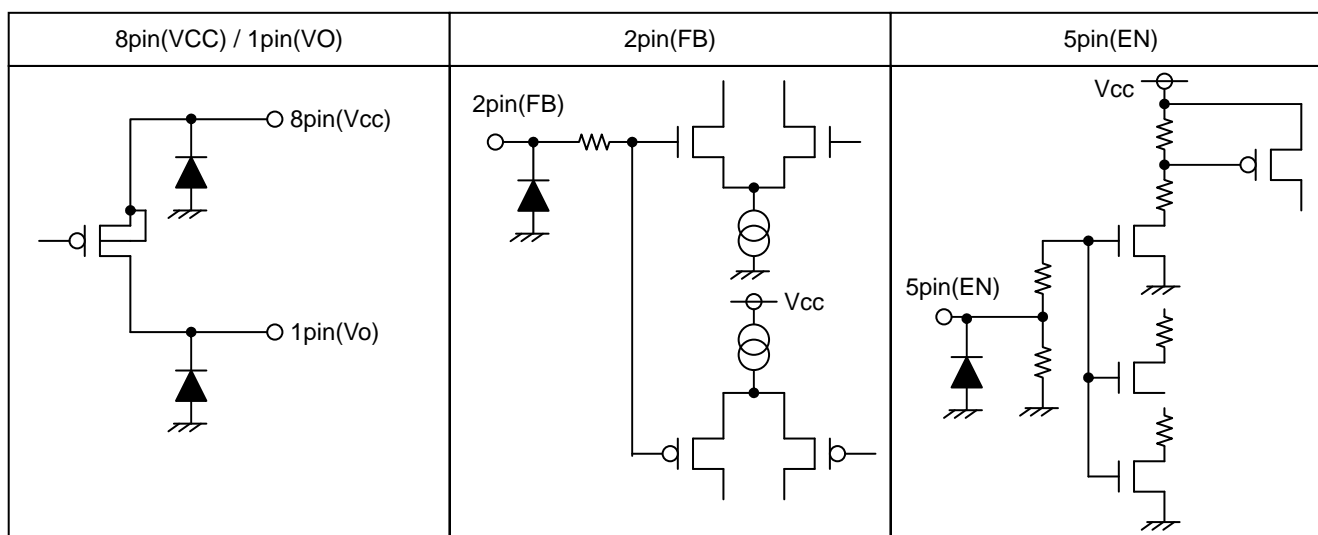 8pin(VCC) / 1pin(VO)
2pin(FB)
5pin(EN)
8pin(Vcc)
1pin(Vo)
2pin(FB)
Vcc
Vcc
5pin(EN)